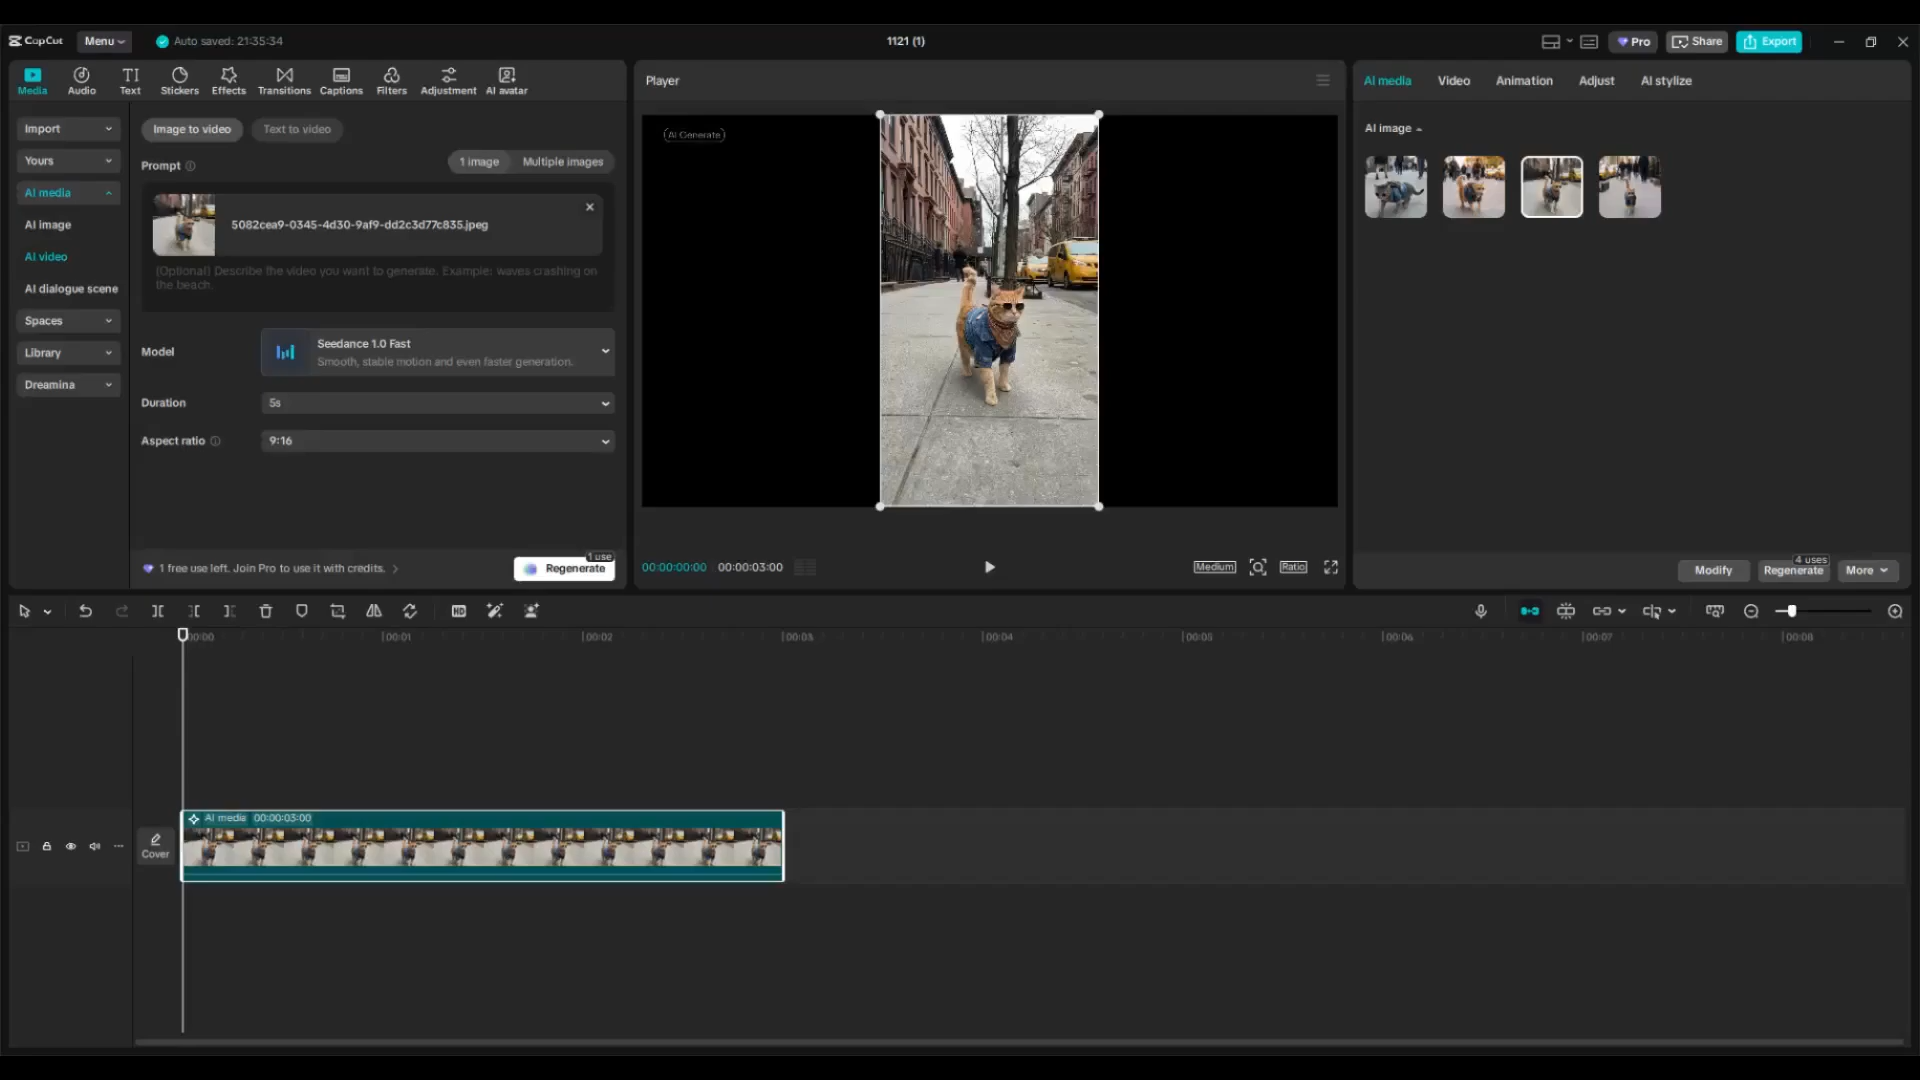 CapCut
Menu
Auto saved: 21:35:34
1121 (1)
Pro
Share
Export
Media
Audio
Text
Stickers
Effects
Transitions
Captions
Filters
Adjustment
AI avatar
Import
Yours
AI media
AI image
AI video
AI dialogue scene
Spaces
Library
Dreamina
Image to video
Text to video
Prompt
1 image
Multiple images
5082cea9-0345-4d30-9af9-dd2c3d77c835.jpeg
(Optional) Describe the video you want to generate. Example: waves crashing on
the beach.
Model
Seedance 1.0 Fast
Smooth, stable motion and even faster generation.
Duration
5s
Aspect ratio
9:16
1 free use left. Join Pro to use it with credits.
1 use
Regenerate
Player
AI Generate
00:00:00:00
00:00:03:00
Medium
Ratio
AI media
Video
Animation
Adjust
AI stylize
AI image
Modify
4 uses
Regenerate
More
00:00
00:01
00:02
00:03
00:04
00:05
00:06
00:07
00:08
Cover
AI media 00:00:03:00